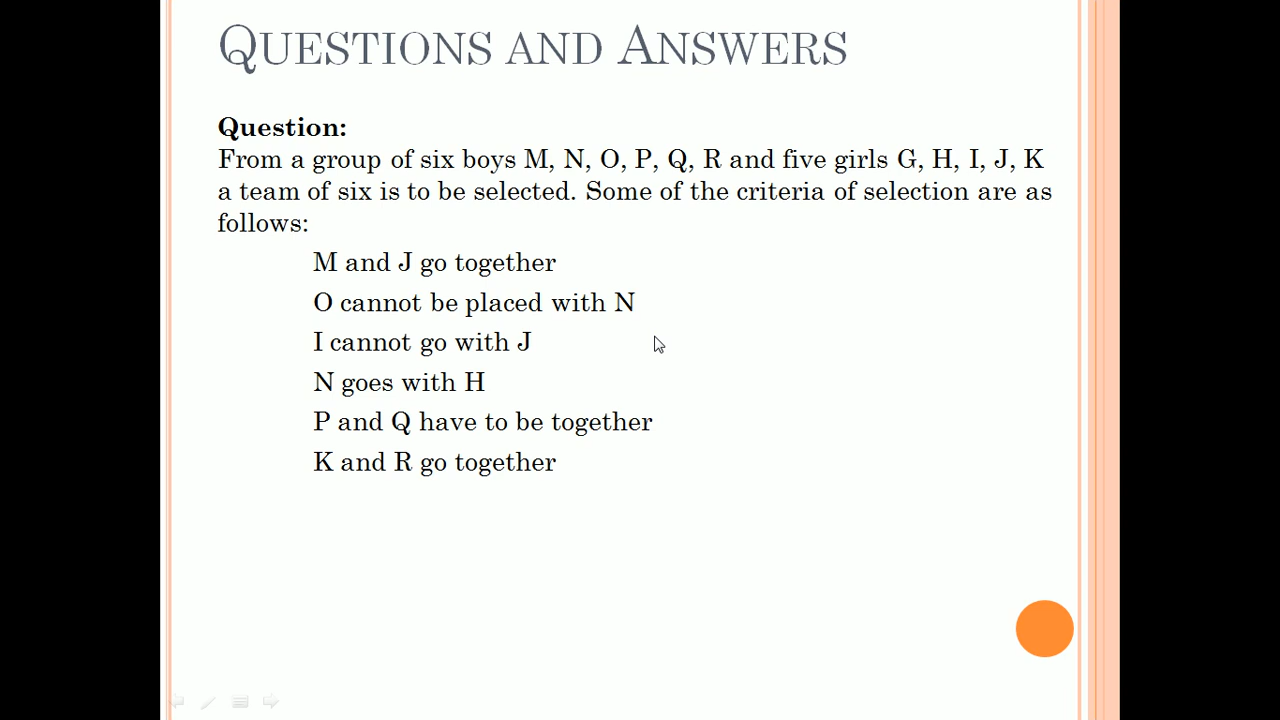 QUESTIONS AND ANSWERS
Question:
From a group of six boys M, N, O, P, Q, R and five girls G, H, I, J, K
a team of six is to be selected. Some of the criteria of selection are as
follows:
M and J go together
O cannot be placed with N
I cannot go with J
N goes with H
P and Q have to be together
K and R go together